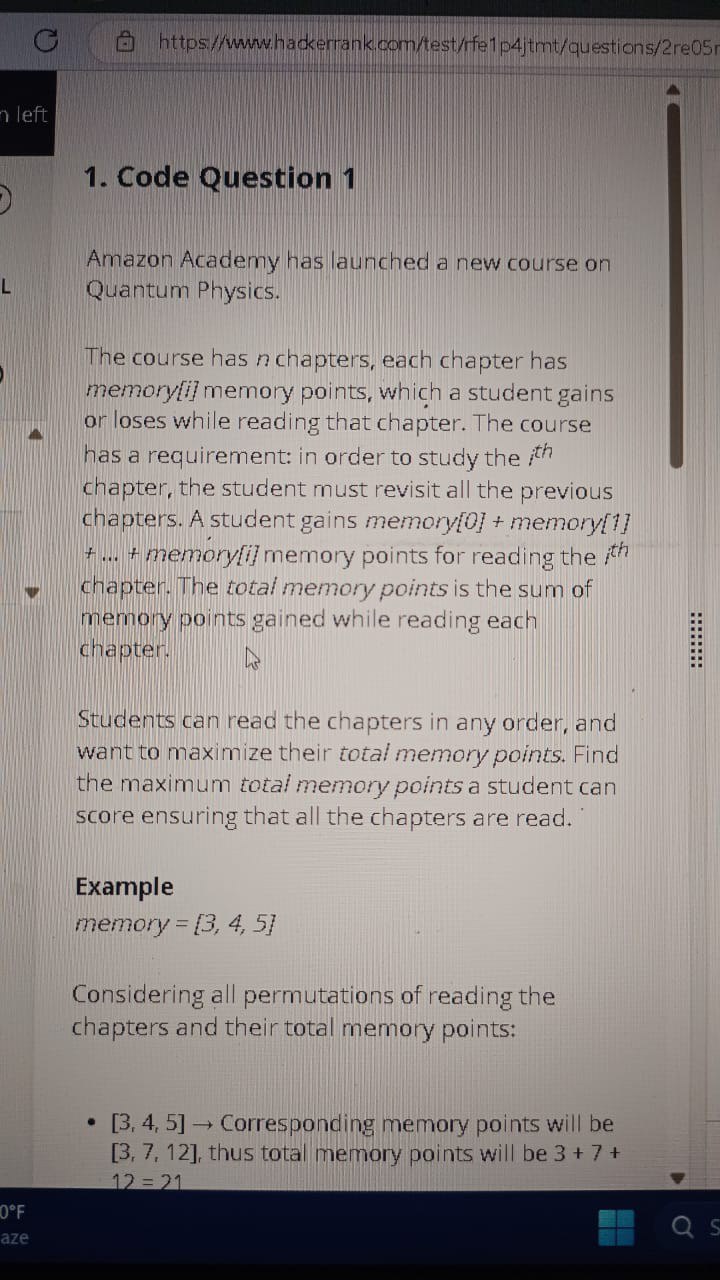 https://www.hackerrank.com/test/rfe1p4jtmt/questions/2re05r
n left
1. Code Question 1
Amazon Academy has launched a new course on
Quantum Physics.
L
The course has n chapters, each chapter has
memory[i] memory points, which a student gains
or loses while reading that chapter. The course
has a requirement: in order to study the ith
chapter, the student must revisit all the previous
chapters. A student gains memory[0] + memory[1]
+ ... + memory[i] memory points for reading the ith
chapter. The total memory points is the sum of
memory points gained while reading each
chapter.
Students can read the chapters in any order, and
want to maximize their total memory points. Find
the maximum total memory points a student can
score ensuring that all the chapters are read.
Example
memory = [3, 4, 5]
Considering all permutations of reading the
chapters and their total memory points:
• [3, 4, 5] → Corresponding memory points will be
[3, 7, 12], thus total memory points will be 3 + 7 +
12 = 21
0°F
aze
S